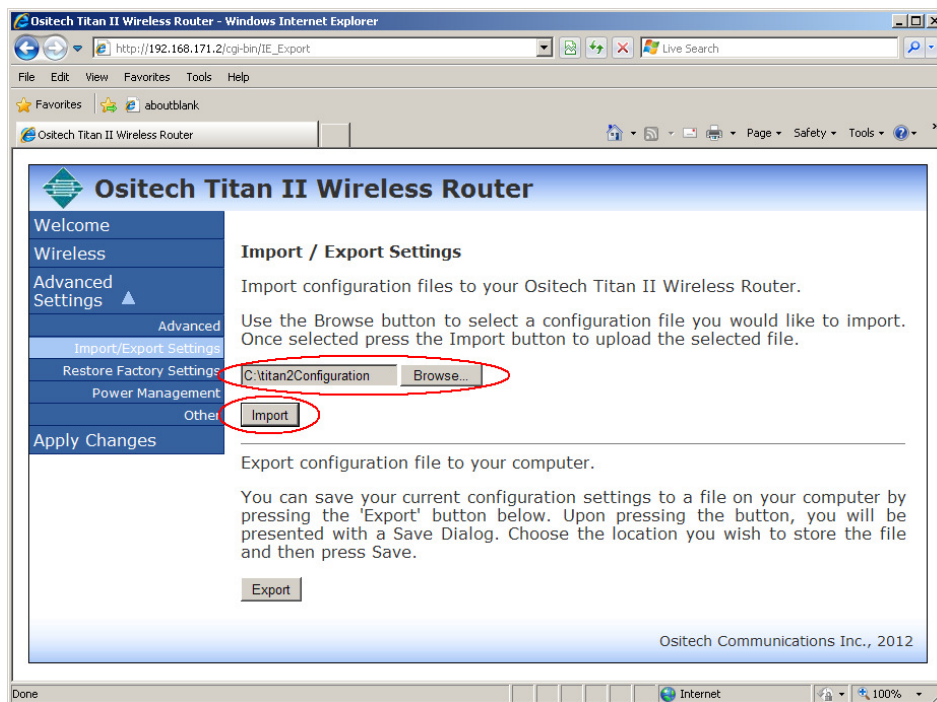 Ositech Titan II Wireless Router - Windows Internet Explorer
http://192.168.171.2/cgi-bin/IE_Export
Live Search
File Edit View Favorites Tools Help
Favorites aboutblank
Ositech Titan II Wireless Router
Page Safety Tools
Ositech Titan II Wireless Router
Welcome
Wireless
Advanced
Settings
Advanced
Import/Export Settings
Restore Factory Settings
Power Management
Other
Apply Changes
Import / Export Settings
Import configuration files to your Ositech Titan II Wireless Router.
Use the Browse button to select a configuration file you would like to import.
Once selected press the Import button to upload the selected file.
C:\titan2Configuration Browse...
Import
Export configuration file to your computer.
You can save your current configuration settings to a file on your computer by
pressing the 'Export' button below. Upon pressing the button, you will be
presented with a Save Dialog. Choose the location you wish to store the file
and then press Save.
Export
Ositech Communications Inc., 2012
Done Internet 100%